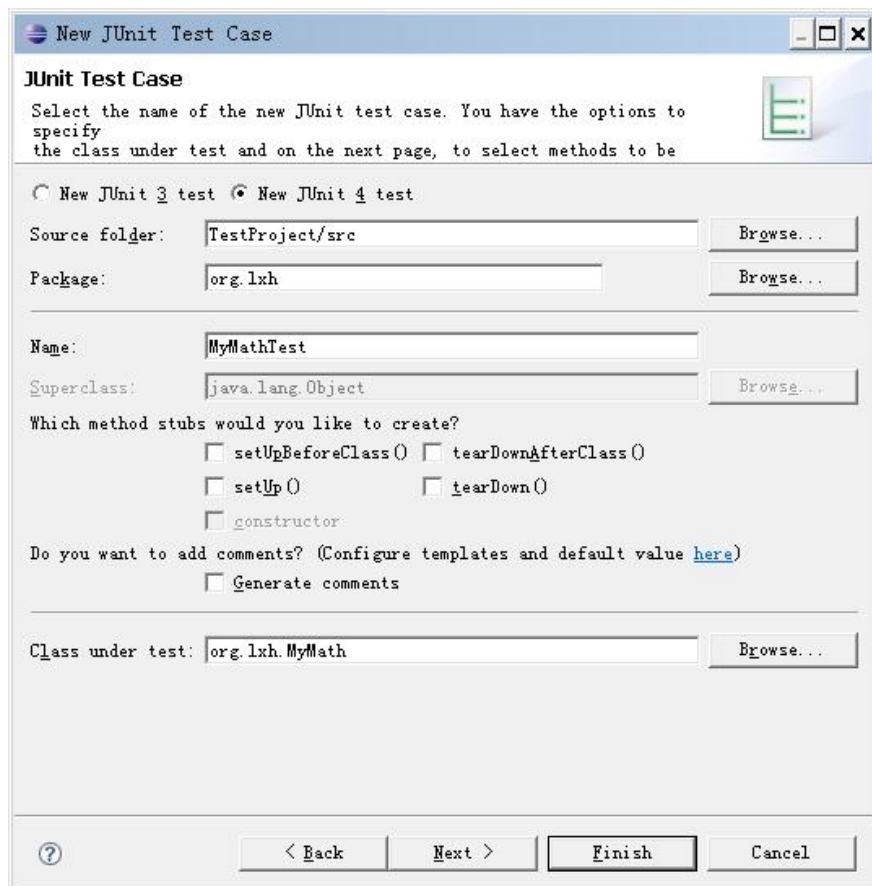 New JUnit Test Case
JUnit Test Case
Select the name of the new JUnit test case. You have the options to
specify
the class under test and on the next page, to select methods to be
New JUnit 3 test New JUnit 4 test
Source folder: TestProject/src Browse...
Package: org.lxh Browse...
Name: MyMathTest
Superclass: java.lang.Object Browse...
Which method stubs would you like to create?
setUpBeforeClass() tearDownAfterClass()
setUp() tearDown()
constructor
Do you want to add comments? (Configure templates and default value here)
Generate comments
Class under test: org.lxh.MyMath Browse...
? < Back Next > Finish Cancel